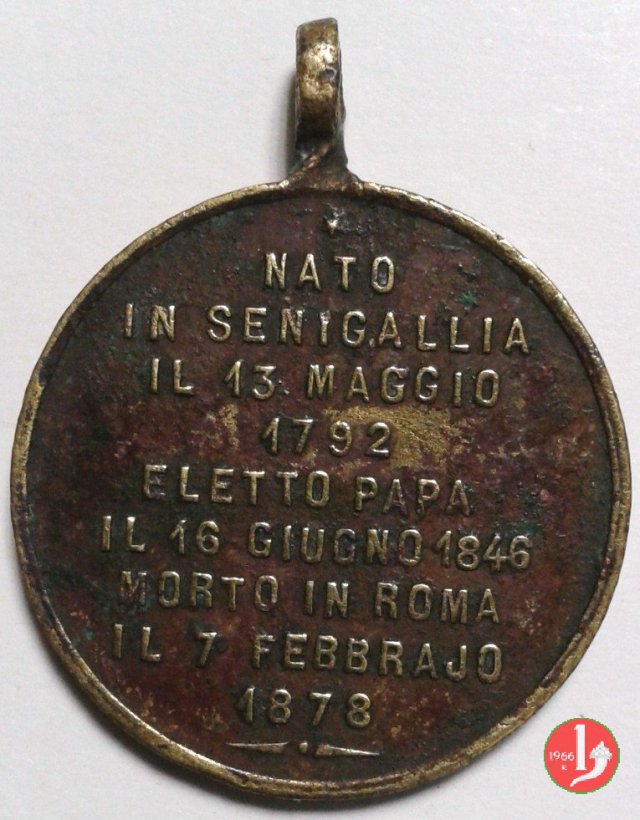 NATO
IN SENIGALLIA
IL 13 MAGGIO
1792
ELETTO PAPA
IL 16 GIUGNO 1846
MORTO IN ROMA
IL 7 FEBBRAJO
1878
1966